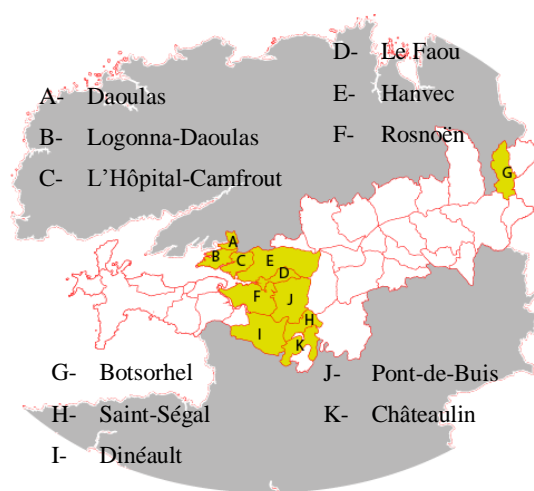 D- Le Faou
A- Daoulas
E- Hanvec
B- Logonna-Daoulas
F- Rosnoën
C- L'Hôpital-Camfrout
G
A
B
C
E
D
F
J
H
I
K
G- Botsorhel
J- Pont-de-Buis
H- Saint-Ségal
K- Châteaulin
I- Dinéault